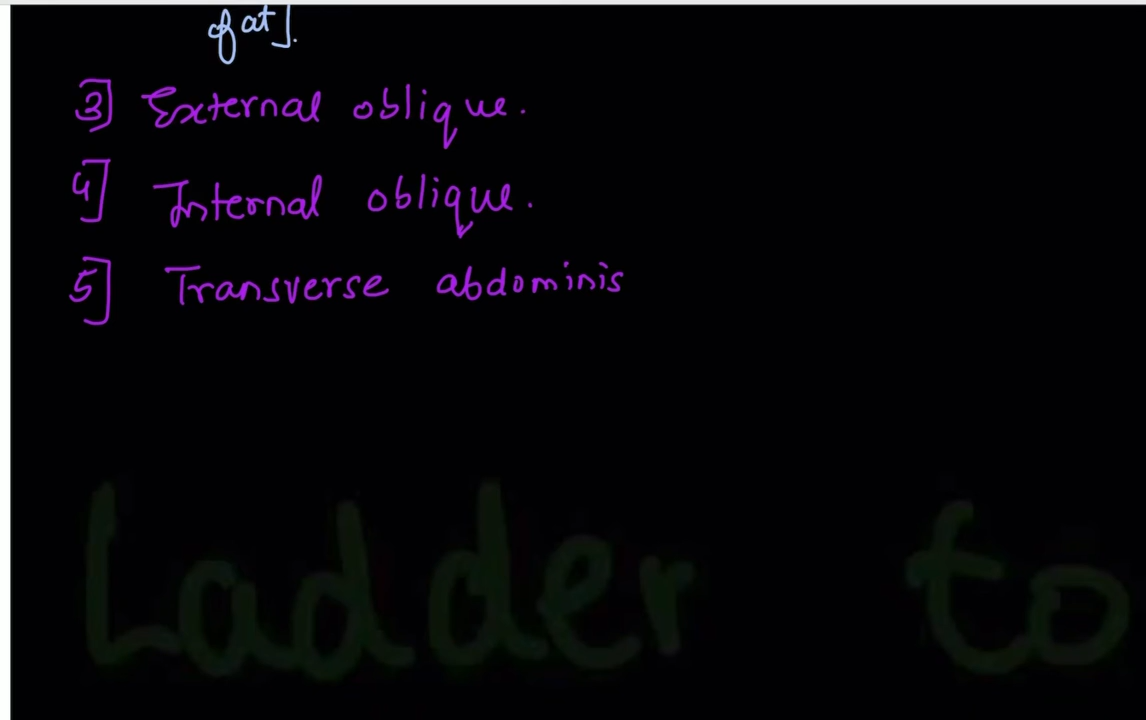 of at].
3] External oblique.
4] Internal oblique.
5] Transverse abdominis
Ladder to